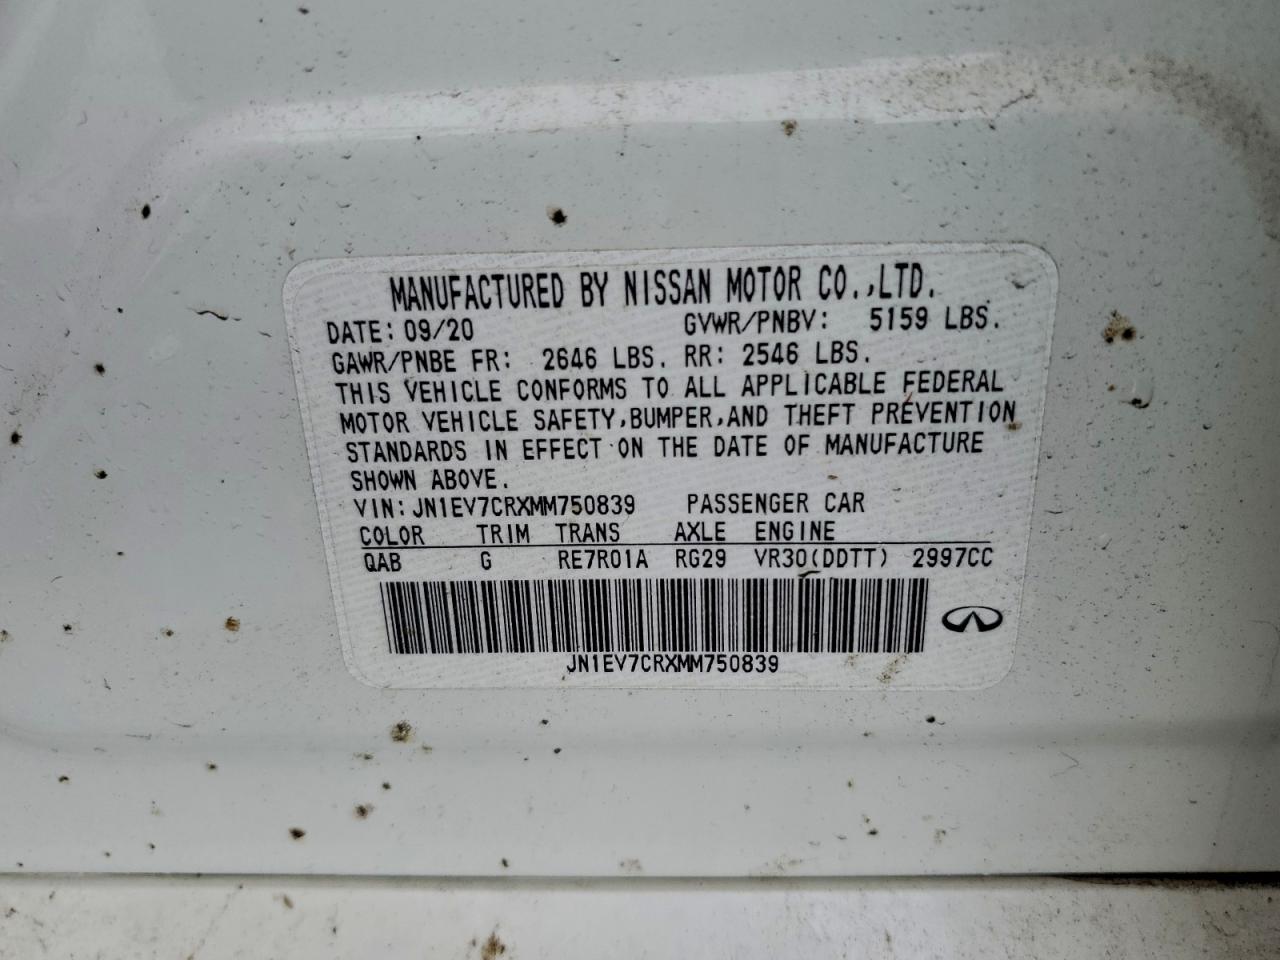 MANUFACTURED BY NISSAN MOTOR CO.,LTD.
DATE: 09/20 GVWR/PNBV: 5159 LBS.
GAWR/PNBE FR: 2646 LBS. RR: 2546 LBS.
THIS VEHICLE CONFORMS TO ALL APPLICABLE FEDERAL
MOTOR VEHICLE SAFETY,BUMPER,AND THEFT PREVENTION
STANDARDS IN EFFECT ON THE DATE OF MANUFACTURE
SHOWN ABOVE.
VIN: JN1EV7CRXMM750839 PASSENGER CAR
COLOR TRIM TRANS AXLE ENGINE
QAB G RE7R01A RG29 VR30(DDTT) 2997CC
JN1EV7CRXMM750839